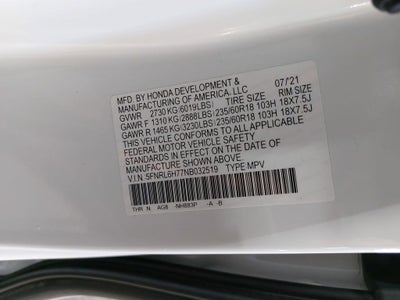 MFD. BY HONDA DEVELOPMENT & 07/21
MANUFACTURING OF AMERICA, LLC
GVWR 2730 KG(6019LBS) TIRE SIZE RIM SIZE
GAWR F 1310 KG(2888LBS) 235/60R18 103H 18X7.5J
GAWR R 1465 KG(3230LBS) 235/60R18 103H 18X7.5J
THIS VEHICLE CONFORMS TO ALL APPLICABLE
FEDERAL MOTOR VEHICLE SAFETY
STANDARDS IN EFFECT ON THE DATE OF
MANUFACTURE SHOWN ABOVE.
V.I.N. 5FNRL6H77NB032519 TYPE:MPV
THR N AG8 NH883P -A -B